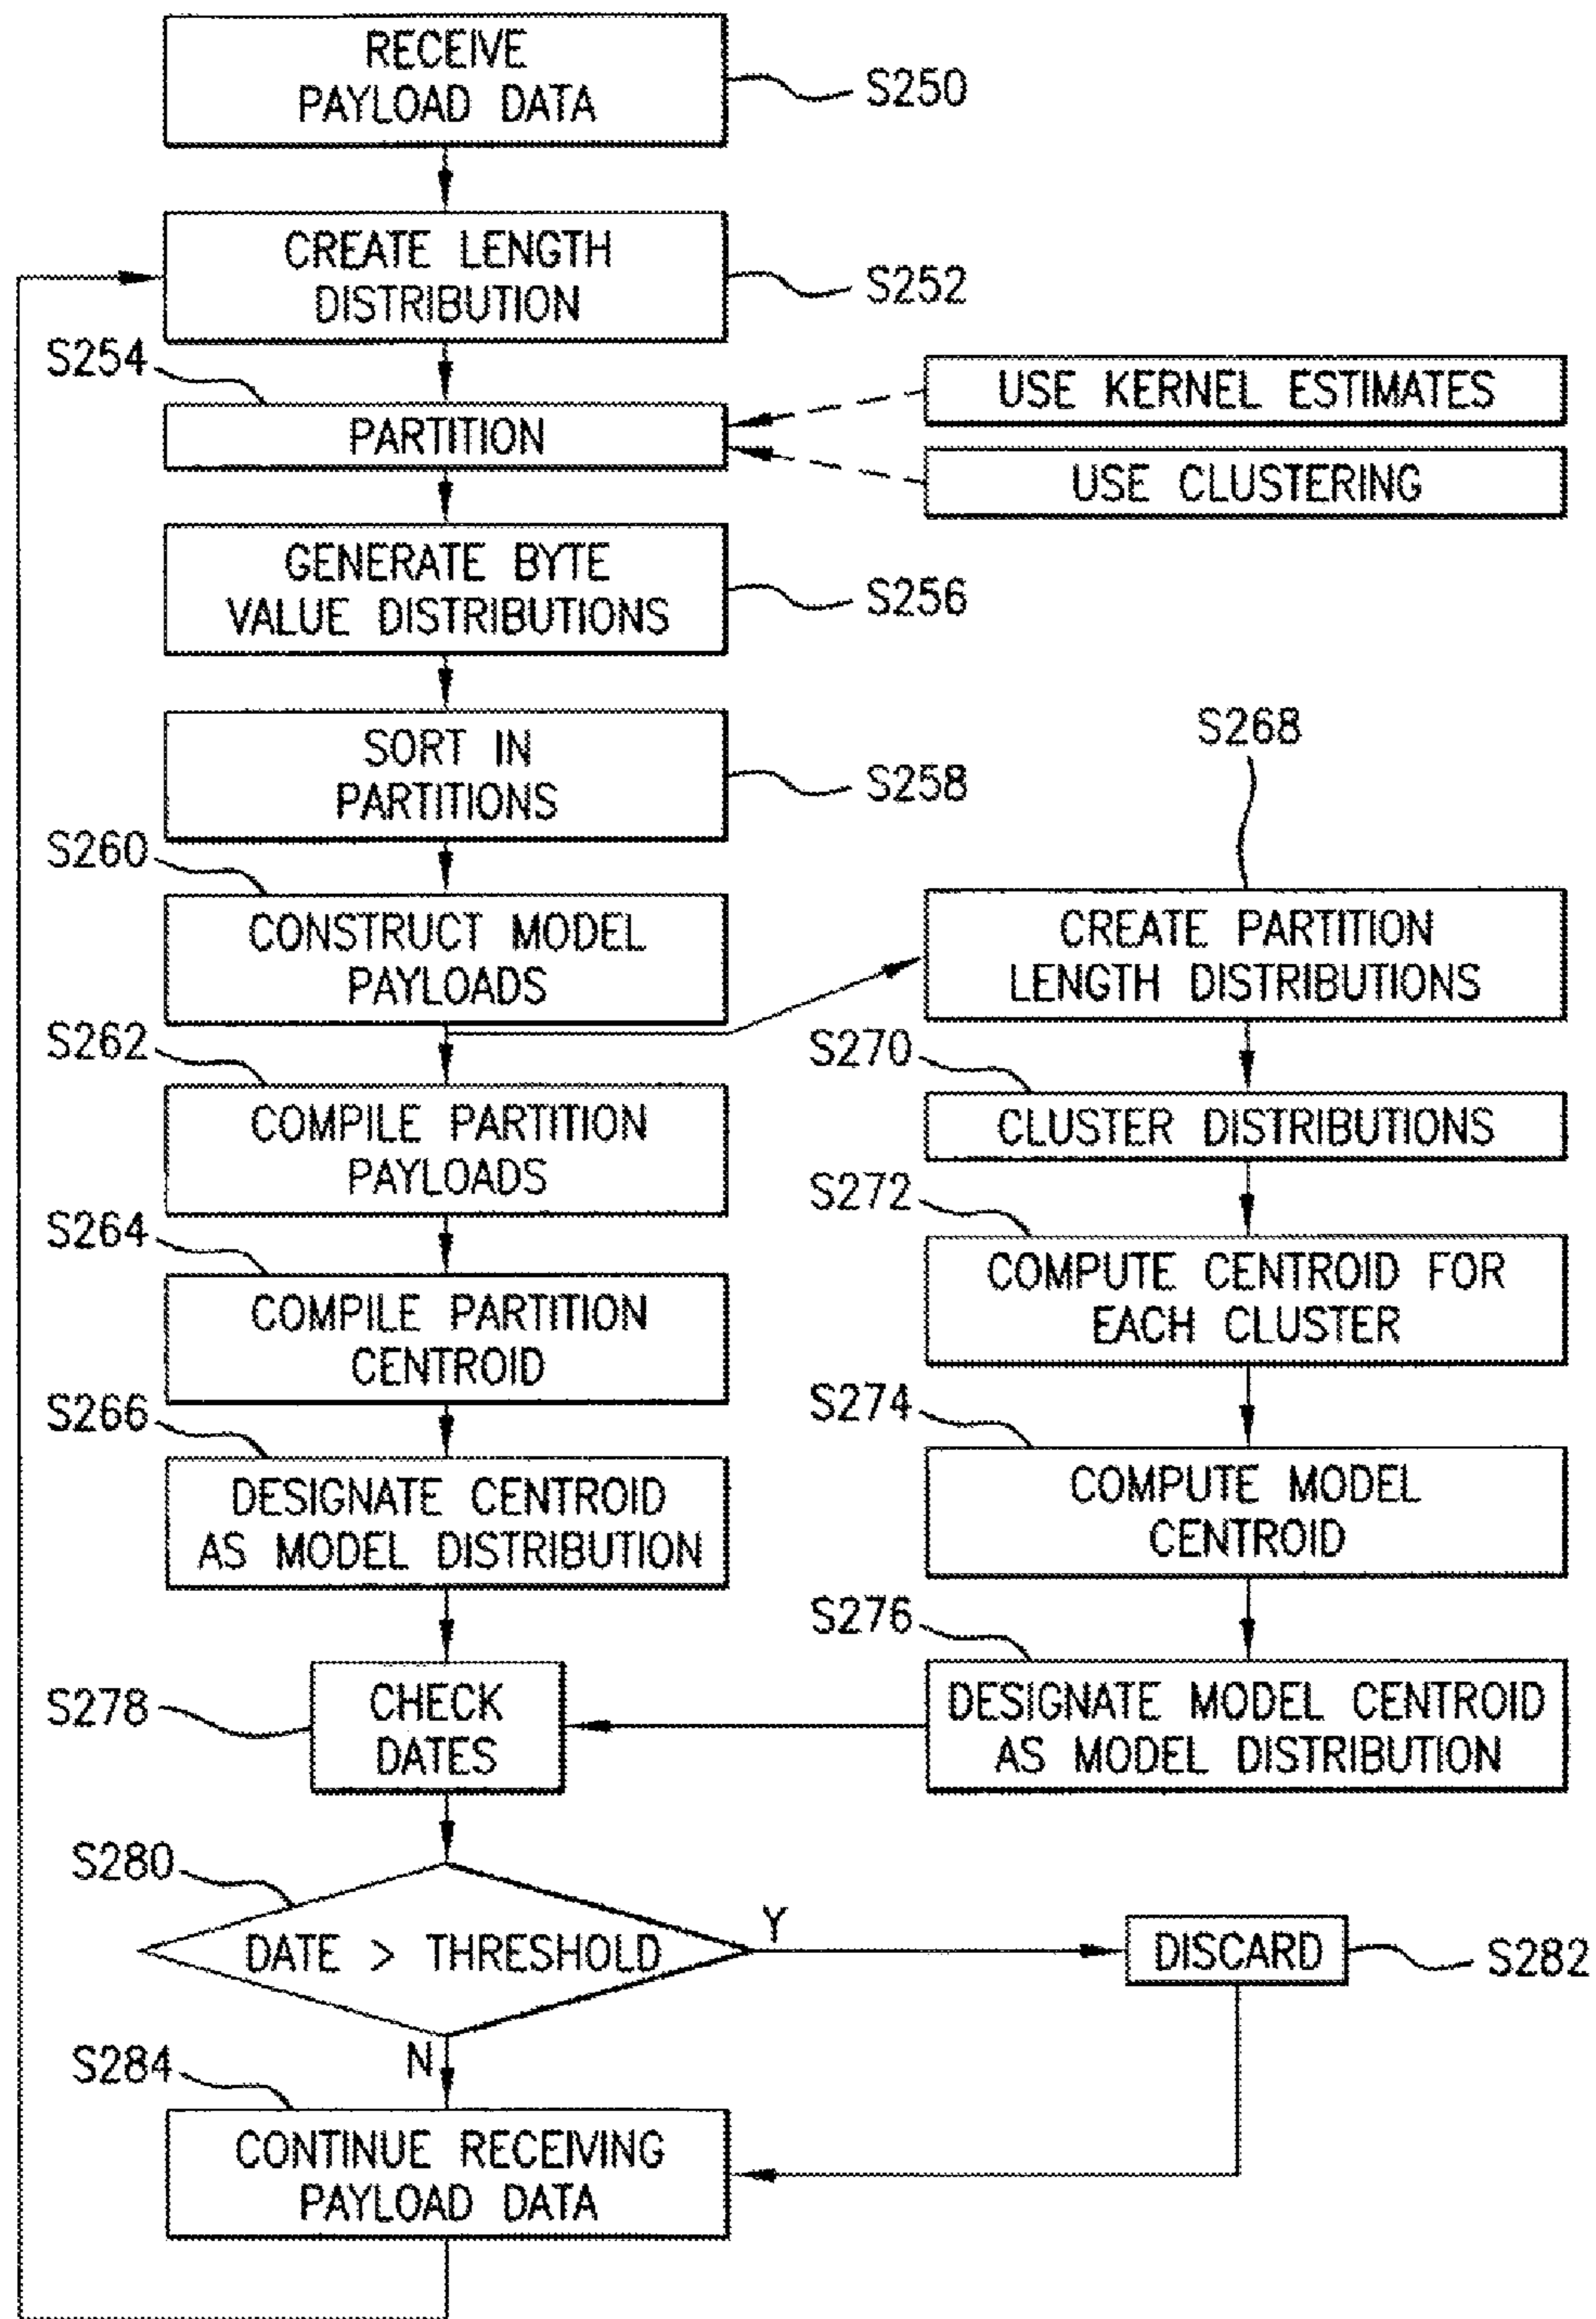 RECEIVE
PAYLOAD DATA
S250
CREATE LENGTH
DISTRIBUTION
S252
S254
PARTITION
USE KERNEL ESTIMATES
USE CLUSTERING
GENERATE BYTE
VALUE DISTRIBUTIONS
S256
SORT IN
PARTITIONS
S258
S260
CONSTRUCT MODEL
PAYLOADS
S262
COMPILE PARTITION
PAYLOADS
S264
COMPILE PARTITION
CENTROID
S266
DESIGNATE CENTROID
AS MODEL DISTRIBUTION
S268
CREATE PARTITION
LENGTH DISTRIBUTIONS
S270
CLUSTER DISTRIBUTIONS
S272
COMPUTE CENTROID FOR
EACH CLUSTER
S274
COMPUTE MODEL
CENTROID
S276
DESIGNATE MODEL CENTROID
AS MODEL DISTRIBUTION
S278
CHECK
DATES
S280
DATE > THRESHOLD
Y
DISCARD
S282
N
S284
CONTINUE RECEIVING
PAYLOAD DATA